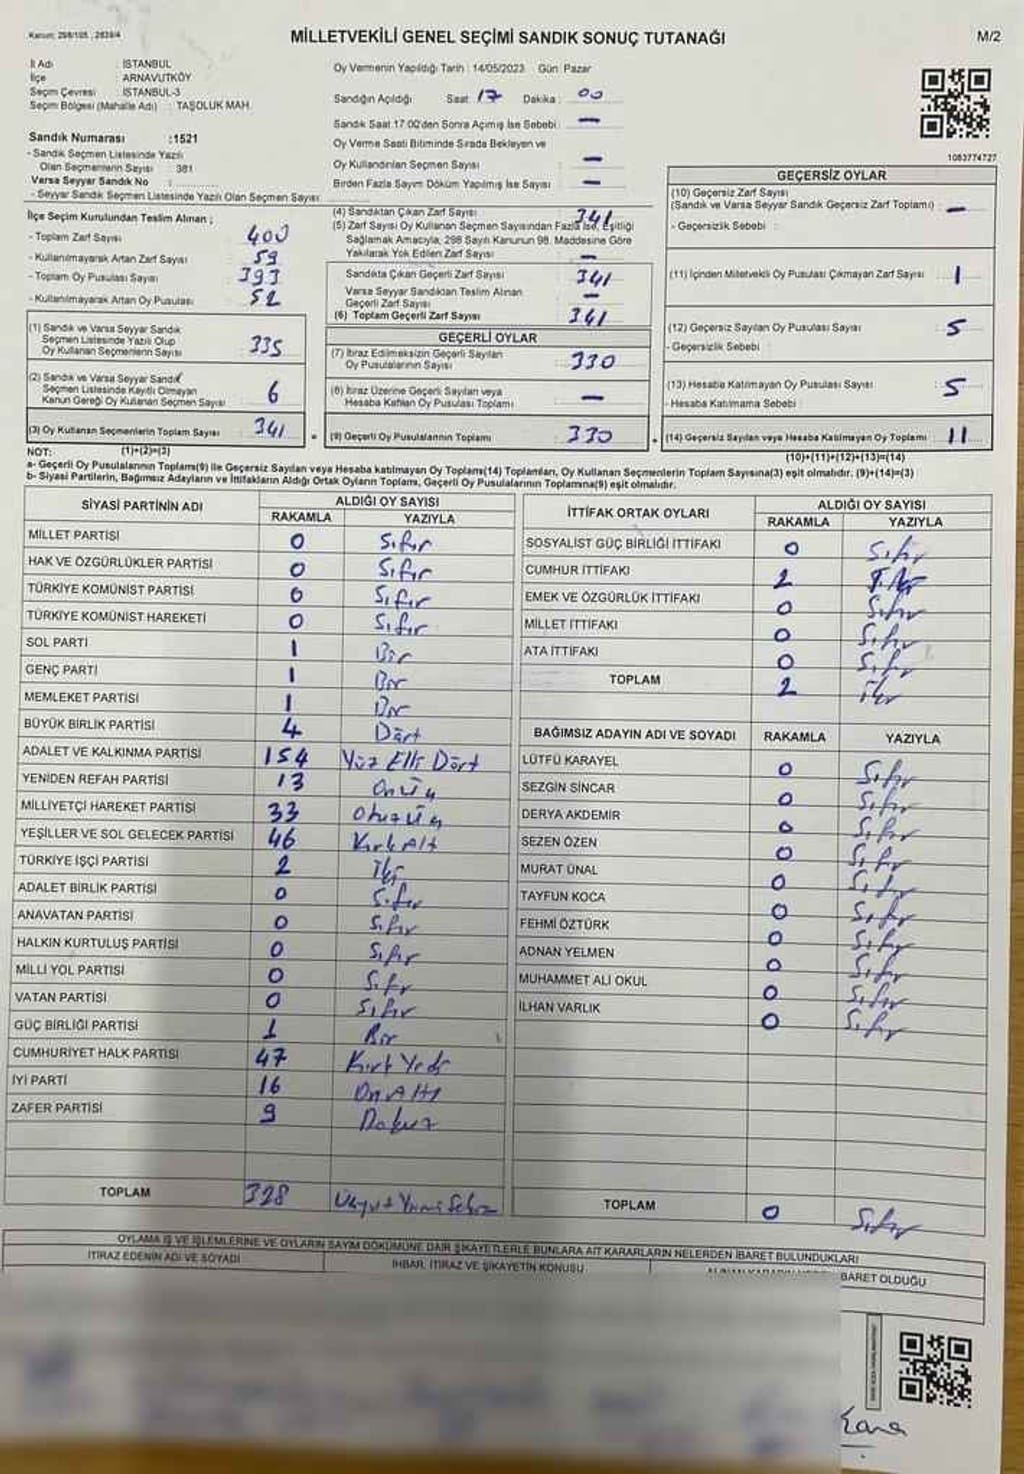 Kanun: 298/105 , 2839/4
MİLLETVEKİLİ GENEL SEÇİMİ SANDIK SONUÇ TUTANAĞI
M/2
İl Adı : İSTANBUL
İlçe : ARNAVUTKÖY
Seçim Çevresi : İSTANBUL-3
Seçim Bölgesi (Mahalle Adı) : TAŞOLUK MAH.
Sandık Numarası :1521
- Sandık Seçmen Listesinde Yazılı
Olan Seçmenlerin Sayısı : 381
Varsa Seyyar Sandık No :
- Seyyar Sandık Seçmen Listesinde Yazılı Olan Seçmen Sayısı:
Oy Vermenin Yapıldığı Tarih : 14/05/2023 Gün: Pazar
Sandığın Açıldığı Saat: 17 Dakika: 00
Sandık Saat 17:00'den Sonra Açılmış İse Sebebi: —
Oy Verme Saati Bitiminde Sırada Bekleyen ve
Oy Kullandırılan Seçmen Sayısı : —
Birden Fazla Sayım Döküm Yapılmış İse Sayısı : —
1083774727
İlçe Seçim Kurulundan Teslim Alınan ;
- Toplam Zarf Sayısı : 400
- Kullanılmayarak Artan Zarf Sayısı : 59
- Toplam Oy Pusulası Sayısı : 393
- Kullanılmayarak Artan Oy Pusulası : 52
(1) Sandık ve Varsa Seyyar Sandık
Seçmen Listesinde Yazılı Olup
Oy Kullanan Seçmenlerin Sayısı : 335
(2) Sandık ve Varsa Seyyar Sandık
Seçmen Listesinde Kayıtlı Olmayan
Kanun Gereği Oy Kullanan Seçmen Sayısı : 6
(3) Oy Kullanan Seçmenlerin Toplam Sayısı : 341
(1)+(2)=(3)
(4) Sandıktan Çıkan Zarf Sayısı : 341
(5) Zarf Sayısı Oy Kullanan Seçmen Sayısından Fazla İse, Eşitliği
Sağlamak Amacıyla, 298 Sayılı Kanunun 98. Maddesine Göre
Yakılarak Yok Edilen Zarf Sayısı : —
Sandıkta Çıkan Geçerli Zarf Sayısı : 341
Varsa Seyyar Sandıktan Teslim Alınan
Geçerli Zarf Sayısı : —
(6) Toplam Geçerli Zarf Sayısı : 341
GEÇERLİ OYLAR
(7) İtiraz Edilmeksizin Geçerli Sayılan
Oy Pusulalarının Sayısı : 330
(8) İtiraz Üzerine Geçerli Sayılan veya
Hesaba Katılan Oy Pusulası Toplamı : —
(9) Geçerli Oy Pusulalarının Toplamı : 330
GEÇERSİZ OYLAR
(10) Geçersiz Zarf Sayısı
(Sandık ve Varsa Seyyar Sandık Geçersiz Zarf Toplamı) : —
- Geçersizlik Sebebi :
(11) İçinden Milletvekili Oy Pusulası Çıkmayan Zarf Sayısı : 1
(12) Geçersiz Sayılan Oy Pusulası Sayısı : 5
- Geçersizlik Sebebi :
(13) Hesaba Katılmayan Oy Pusulası Sayısı : 5
- Hesaba Katılmama Sebebi :
(14) Geçersiz Sayılan veya Hesaba Katılmayan Oy Toplamı : 11
(10)+(11)+(12)+(13)=(14)
NOT:
a- Geçerli Oy Pusulalarının Toplamı(9) ile Geçersiz Sayılan veya Hesaba katılmayan Oy Toplamı(14) Toplamları, Oy Kullanan Seçmenlerin Toplam Sayısına(3) eşit olmalıdır. (9)+(14)=(3)
b- Siyasi Partilerin, Bağımsız Adayların ve İttifakların Aldığı Ortak Oyların Toplamı, Geçerli Oy Pusulalarının Toplamına(9) eşit olmalıdır.
SİYASİ PARTİNİN ADI ALDIĞI OY SAYISI
RAKAMLA YAZIYLA
MİLLET PARTİSİ 0 Sıfır
HAK VE ÖZGÜRLÜKLER PARTİSİ 0 Sıfır
TÜRKİYE KOMÜNİST PARTİSİ 0 Sıfır
TÜRKİYE KOMÜNİST HAREKETİ 0 Sıfır
SOL PARTİ 1 Bir
GENÇ PARTİ 1 Bir
MEMLEKET PARTİSİ 1 Bir
BÜYÜK BİRLİK PARTİSİ 4 Dört
ADALET VE KALKINMA PARTİSİ 154 Yüz Elli Dört
YENİDEN REFAH PARTİSİ 13 Onüç
MİLLİYETÇİ HAREKET PARTİSİ 33 Otuzüç
YEŞİLLER VE SOL GELECEK PARTİSİ 46 Kırk Altı
TÜRKİYE İŞÇİ PARTİSİ 2 İki
ADALET BİRLİK PARTİSİ 0 Sıfır
ANAVATAN PARTİSİ 0 Sıfır
HALKIN KURTULUŞ PARTİSİ 0 Sıfır
MİLLİ YOL PARTİSİ 0 Sıfır
VATAN PARTİSİ 0 Sıfır
GÜÇ BİRLİĞİ PARTİSİ 1 Bir
CUMHURİYET HALK PARTİSİ 47 Kırk Yedi
İYİ PARTİ 16 On Altı
ZAFER PARTİSİ 9 Dokuz
TOPLAM 328 Üçyüz Yirmi Sekiz
İTTİFAK ORTAK OYLARI ALDIĞI OY SAYISI
RAKAMLA YAZIYLA
SOSYALİST GÜÇ BİRLİĞİ İTTİFAKI 0 Sıfır
CUMHUR İTTİFAKI 2 İki
EMEK VE ÖZGÜRLÜK İTTİFAKI 0 Sıfır
MİLLET İTTİFAKI 0 Sıfır
ATA İTTİFAKI 0 Sıfır
TOPLAM 2 İki
BAĞIMSIZ ADAYIN ADI VE SOYADI RAKAMLA YAZIYLA
LÜTFÜ KARAYEL 0 Sıfır
SEZGİN SİNCAR 0 Sıfır
DERYA AKDEMİR 0 Sıfır
SEZEN ÖZEN 0 Sıfır
MURAT ÜNAL 0 Sıfır
TAYFUN KOCA 0 Sıfır
FEHMİ ÖZTÜRK 0 Sıfır
ADNAN YELMEN 0 Sıfır
MUHAMMET ALİ OKUL 0 Sıfır
İLHAN VARLIK 0 Sıfır
TOPLAM 0 Sıfır
OYLAMA İŞ VE İŞLEMLERİNE VE OYLARIN SAYIM DÖKÜMÜNE DAİR ŞİKAYETLERLE BUNLARA AİT KARARLARIN NELERDEN İBARET BULUNDUKLARI
İTİRAZ EDENİN ADI VE SOYADI İHBAR, İTİRAZ VE ŞİKAYETİN KONUSU BARET OLDUĞU